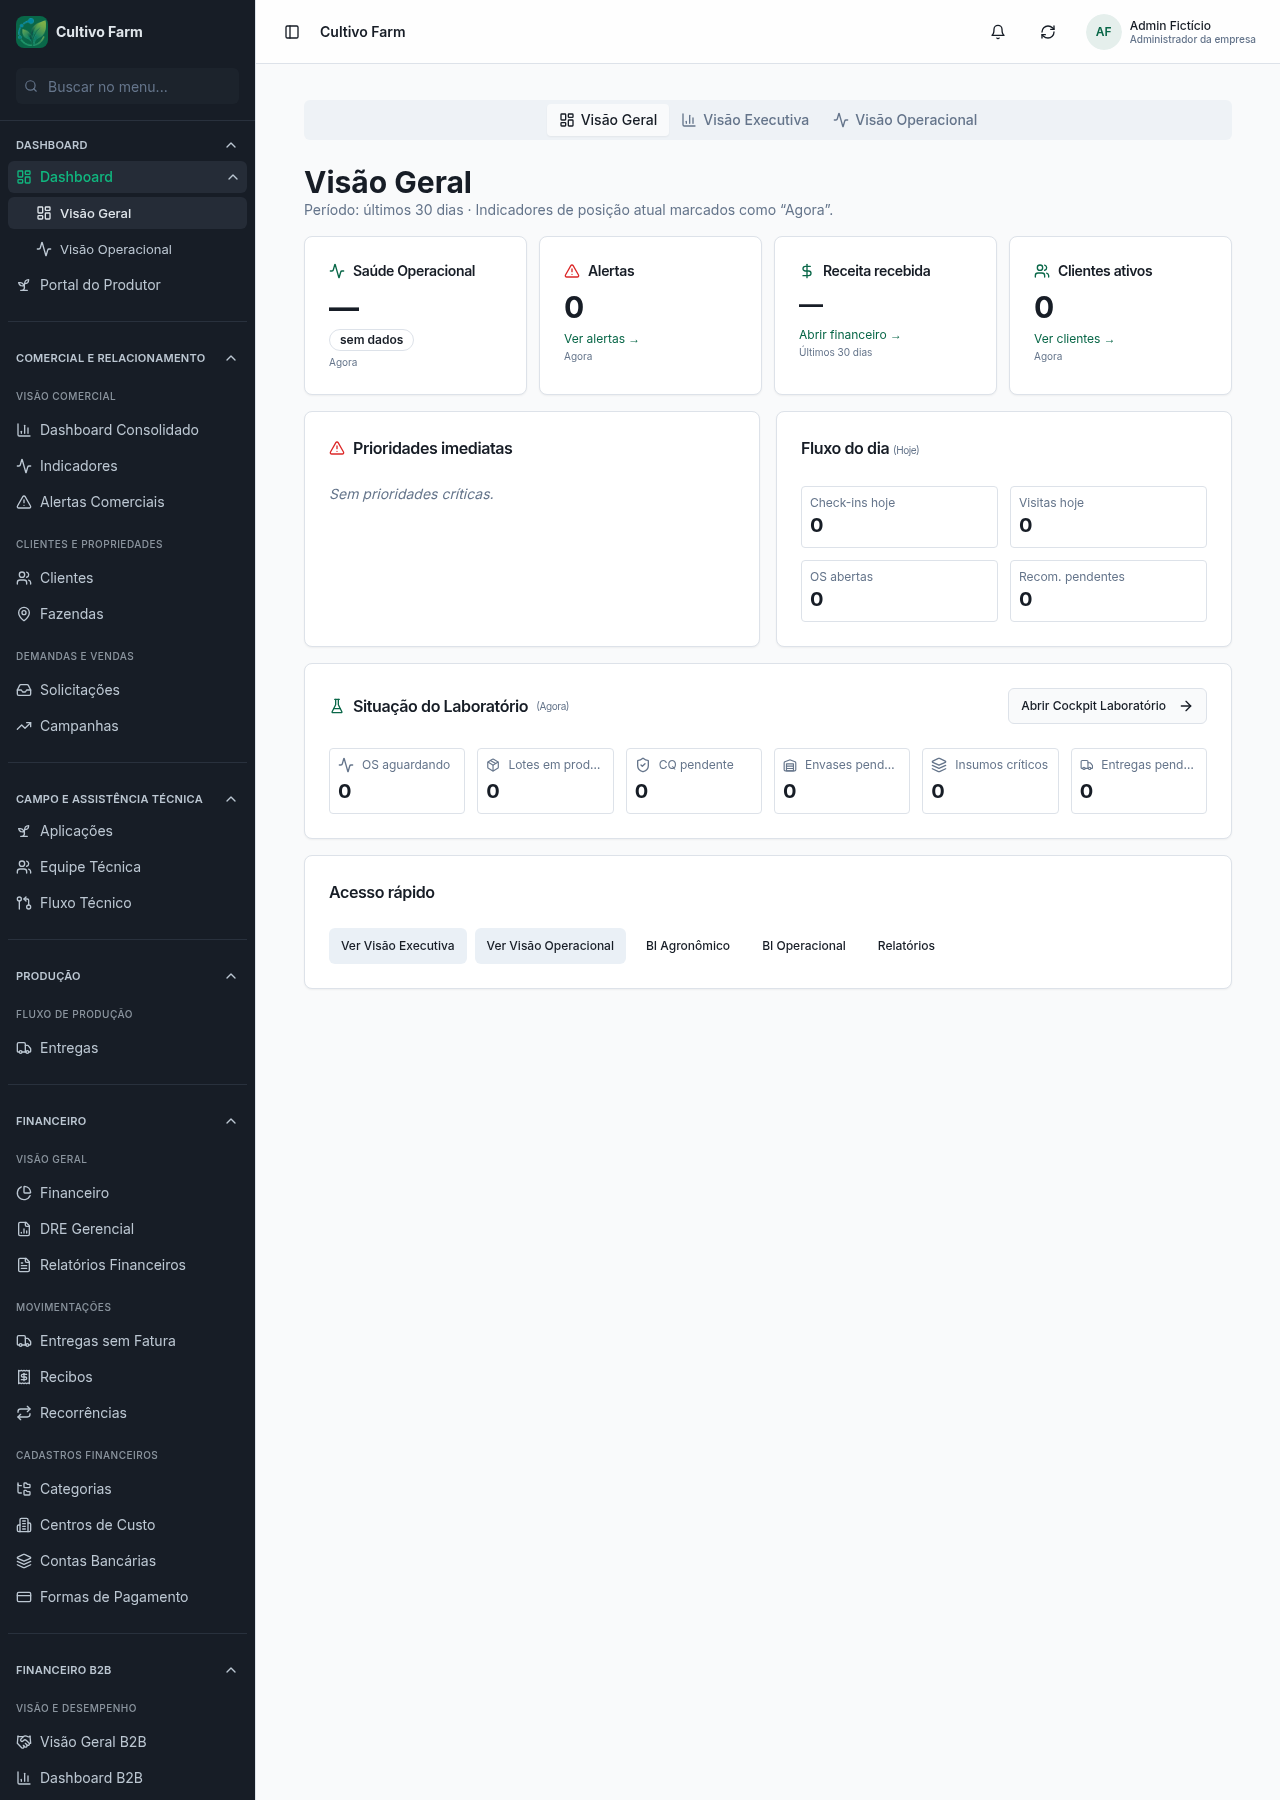 Cultivo Farm
Buscar no menu...
DASHBOARD
Dashboard
Visão Geral
Visão Operacional
Portal do Produtor
COMERCIAL E RELACIONAMENTO
VISÃO COMERCIAL
Dashboard Consolidado
Indicadores
Alertas Comerciais
CLIENTES E PROPRIEDADES
Clientes
Fazendas
DEMANDAS E VENDAS
Solicitações
Campanhas
CAMPO E ASSISTÊNCIA TÉCNICA
Aplicações
Equipe Técnica
Fluxo Técnico
PRODUÇÃO
FLUXO DE PRODUÇÃO
Entregas
FINANCEIRO
VISÃO GERAL
Financeiro
DRE Gerencial
Relatórios Financeiros
MOVIMENTAÇÕES
Entregas sem Fatura
Recibos
Recorrências
CADASTROS FINANCEIROS
Categorias
Centros de Custo
Contas Bancárias
Formas de Pagamento
FINANCEIRO B2B
VISÃO E DESEMPENHO
Visão Geral B2B
Dashboard B2B
Cultivo Farm
AF
Admin Fictício
Administrador da empresa
Visão Geral
Visão Executiva
Visão Operacional
Visão Geral
Período: últimos 30 dias · Indicadores de posição atual marcados como “Agora”.
Saúde Operacional
—
sem dados
Agora
Alertas
0
Ver alertas →
Agora
Receita recebida
—
Abrir financeiro →
Últimos 30 dias
Clientes ativos
0
Ver clientes →
Agora
Prioridades imediatas
Sem prioridades críticas.
Fluxo do dia (Hoje)
Check-ins hoje
0
Visitas hoje
0
OS abertas
0
Recom. pendentes
0
Situação do Laboratório (Agora)
Abrir Cockpit Laboratório
OS aguardando
0
Lotes em prod...
0
CQ pendente
0
Envases pend...
0
Insumos críticos
0
Entregas pend...
0
Acesso rápido
Ver Visão Executiva
Ver Visão Operacional
BI Agronômico
BI Operacional
Relatórios